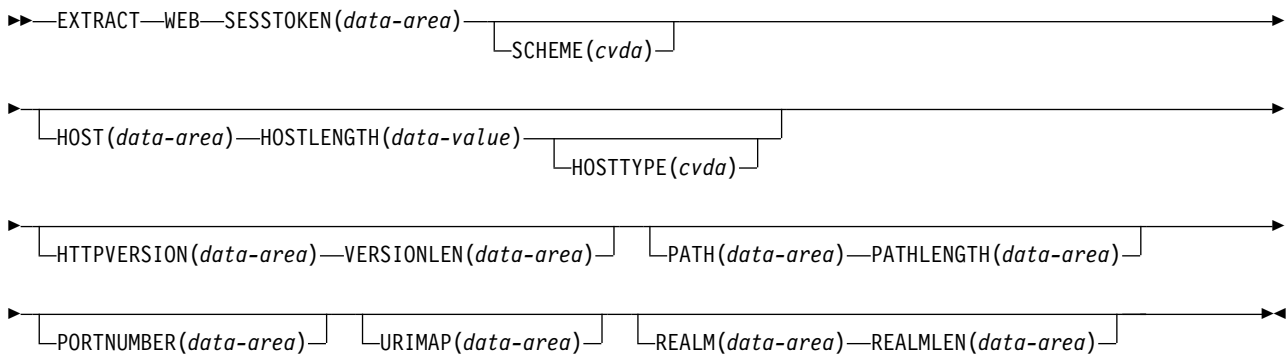 EXTRACT WEB SESSTOKEN(data-area)
SCHEME(cvda)
HOST(data-area) HOSTLENGTH(data-value)
HOSTTYPE(cvda)
HTTPVERSION(data-area) VERSIONLEN(data-area) PATH(data-area) PATHLENGTH(data-area)
PORTNUMBER(data-area) URIMAP(data-area) REALM(data-area) REALMLEN(data-area)